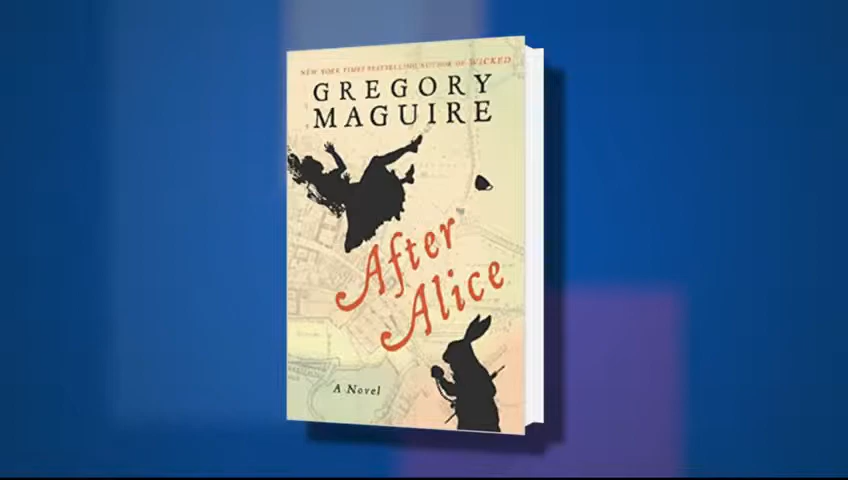 NEW YORK TIMES BESTSELLING AUTHOR OF WICKED
GREGORY
MAGUIRE
After
Alice
A Novel